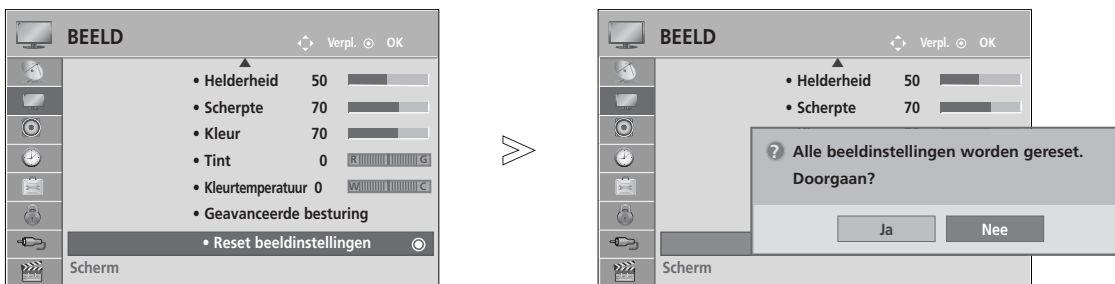 BEELD
Verpl. OK
• Helderheid 50
• Scherpte 70
• Kleur 70
• Tint 0 R G
• Kleurtemperatuur 0 W C
• Geavanceerde besturing
• Reset beeldinstellingen
Scherm
BEELD
Verpl. OK
• Helderheid 50
• Scherpte 70
? Alle beeldinstellingen worden gereset.
Doorgaan?
Ja Nee
Scherm